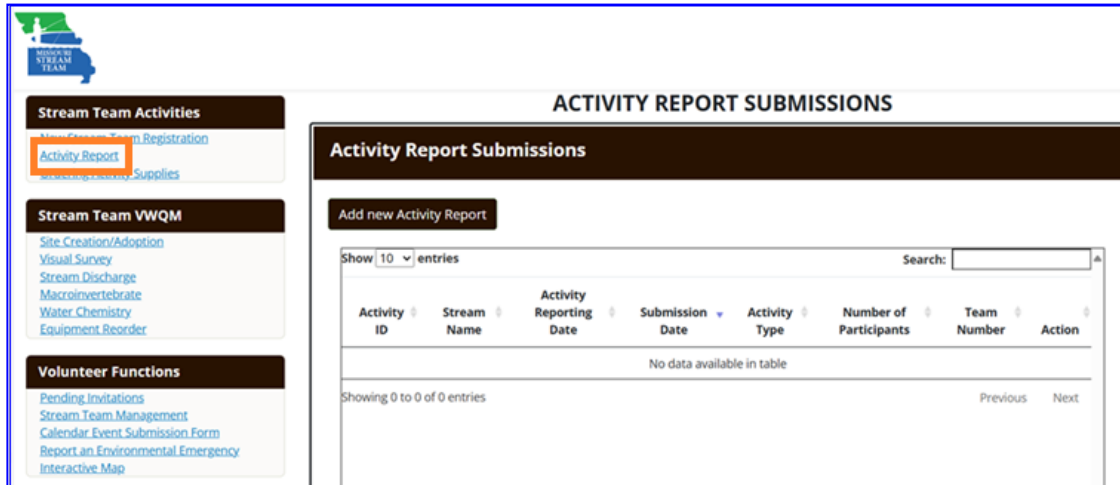 MISSOURI
STREAM
TEAM
Stream Team Activities
New Stream Team Registration
Activity Report
Ordering Activity Supplies
Stream Team VWQM
Site Creation/Adoption
Visual Survey
Stream Discharge
Macroinvertebrate
Water Chemistry
Equipment Reorder
Volunteer Functions
Pending Invitations
Stream Team Management
Calendar Event Submission Form
Report an Environmental Emergency
Interactive Map
ACTIVITY REPORT SUBMISSIONS
Activity Report Submissions
Add new Activity Report
Show 10 entries Search:
Activity ID Stream Name Activity Reporting Date Submission Date Activity Type Number of Participants Team Number Action
No data available in table
Showing 0 to 0 of 0 entries Previous Next